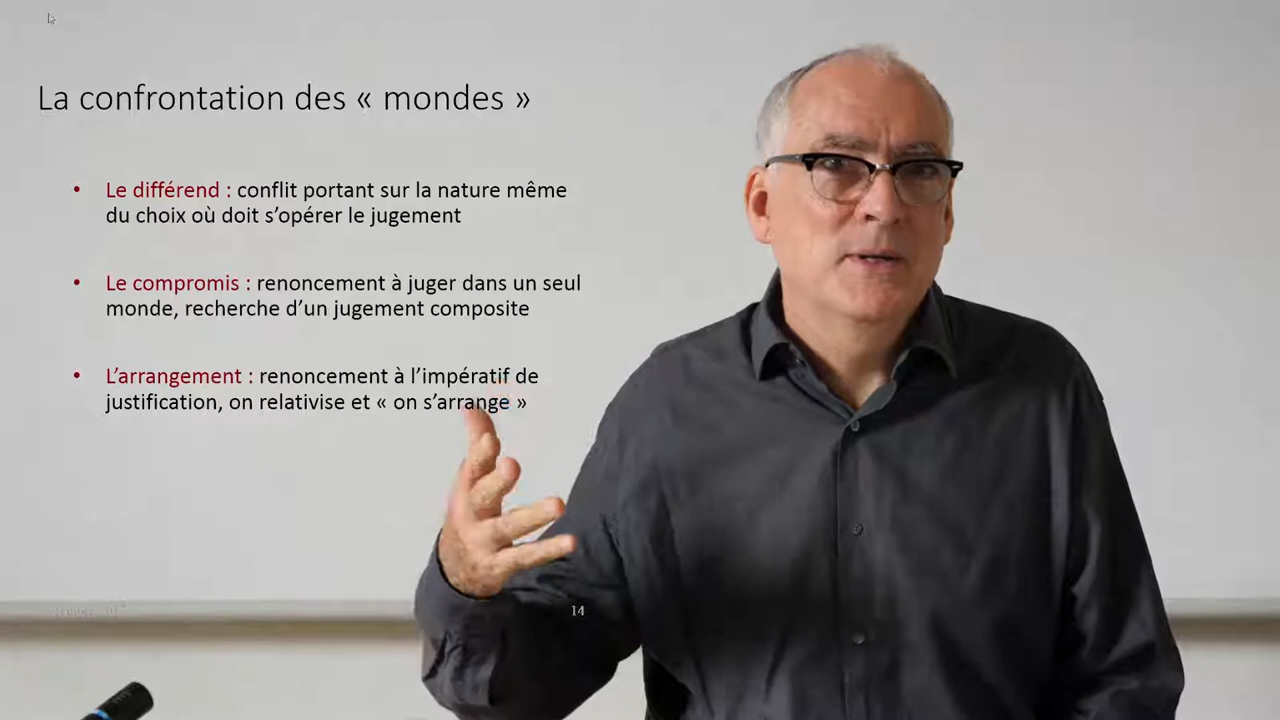 La confrontation des « mondes »
• Le différend : conflit portant sur la nature même
du choix où doit s’opérer le jugement
• Le compromis : renoncement à juger dans un seul
monde, recherche d’un jugement composite
• L’arrangement : renoncement à l’impératif de
justification, on relativise et « on s’arrange »
14